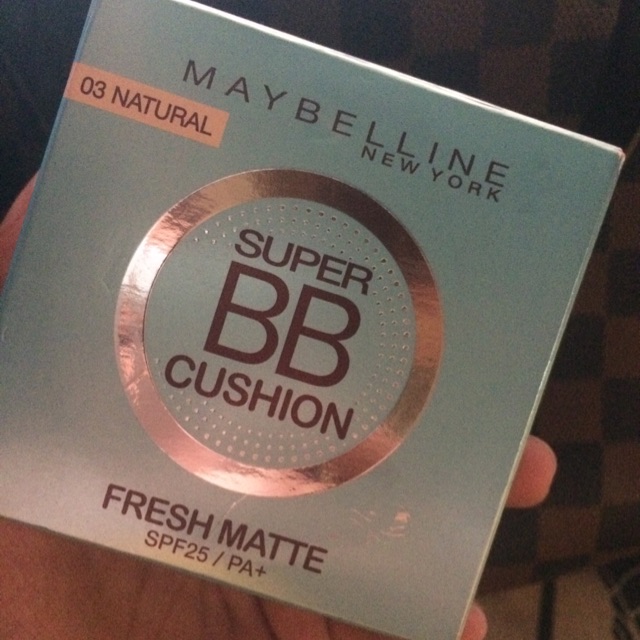 MAYBELLINE
NEW YORK
03 NATURAL
SUPER
BB
CUSHION
FRESH MATTE
SPF25 / PA+